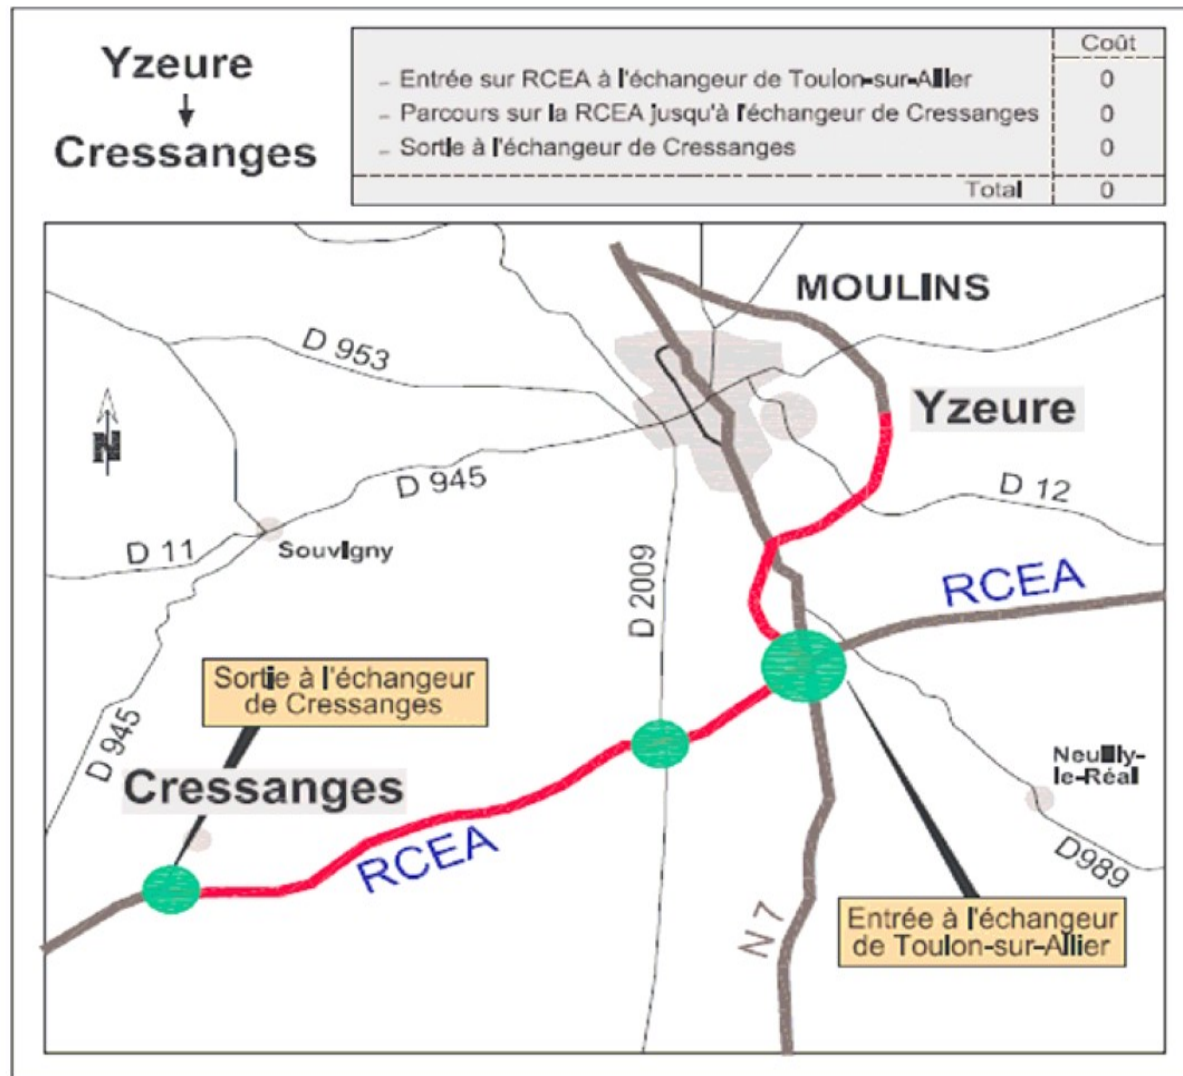 Yzeure
Cressanges
Coût
- Entrée sur RCEA à l'échangeur de Toulon-sur-Allier 0
- Parcours sur la RCEA jusqu'à l'échangeur de Cressanges 0
- Sortie à l'échangeur de Cressanges 0
Total 0
MOULINS
D 953
Yzeure
N
D 945
D 12
D 11
Souvigny
D 2009
RCEA
Sortie à l'échangeur
de Cressanges
D 945
Neuilly-
le-Réal
Cressanges
RCEA
D989
N 7
Entrée à l'échangeur
de Toulon-sur-Allier